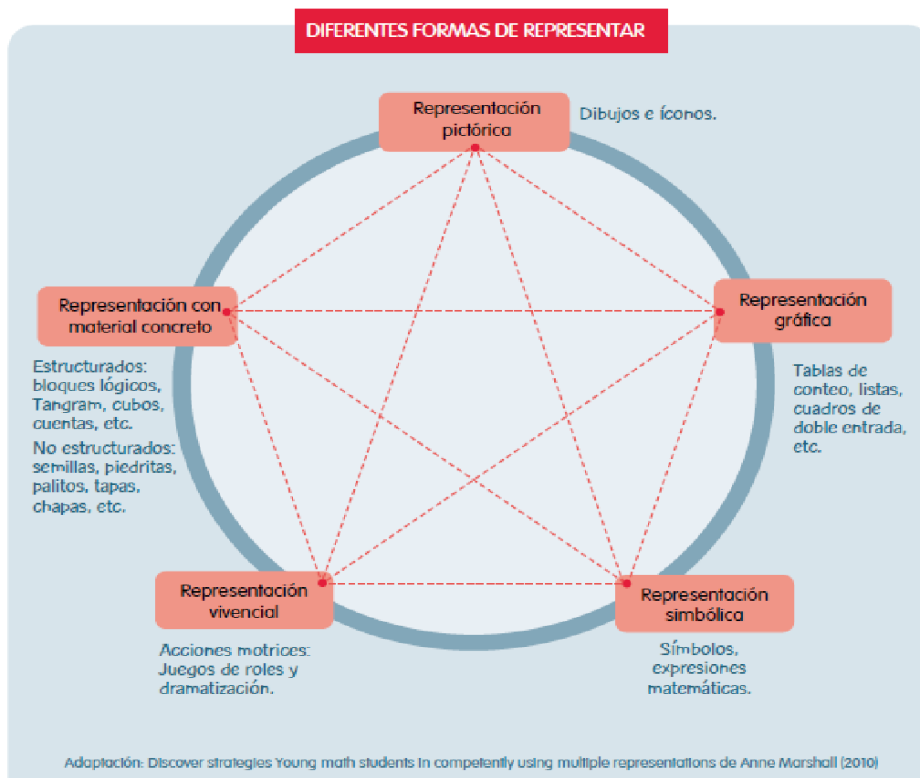 DIFERENTES FORMAS DE REPRESENTAR
Representación
pictórica
Dibujos e íconos.
Representación con
material concreto
Estructurados:
bloques lógicos,
Tangram, cubos,
cuentas, etc.
No estructurados:
semillas, piedritas,
palitos, tapas,
chapas, etc.
Representación
gráfica
Tablas de
conteo, listas,
cuadros de
doble entrada,
etc.
Representación
vivencial
Acciones motrices:
Juegos de roles y
dramatización.
Representación
simbólica
Símbolos,
expresiones
matemáticas.
Adaptación: Discover strategies Young math students in competently using multiple representations de Anne Marshall (2010)